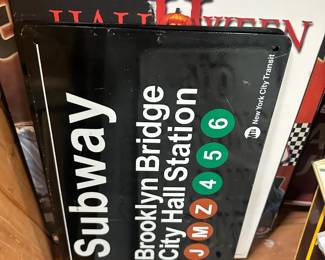 HALLOWEEN
Subway
Brooklyn Bridge
City Hall Station
J M Z 4 5 6
New York City Transit